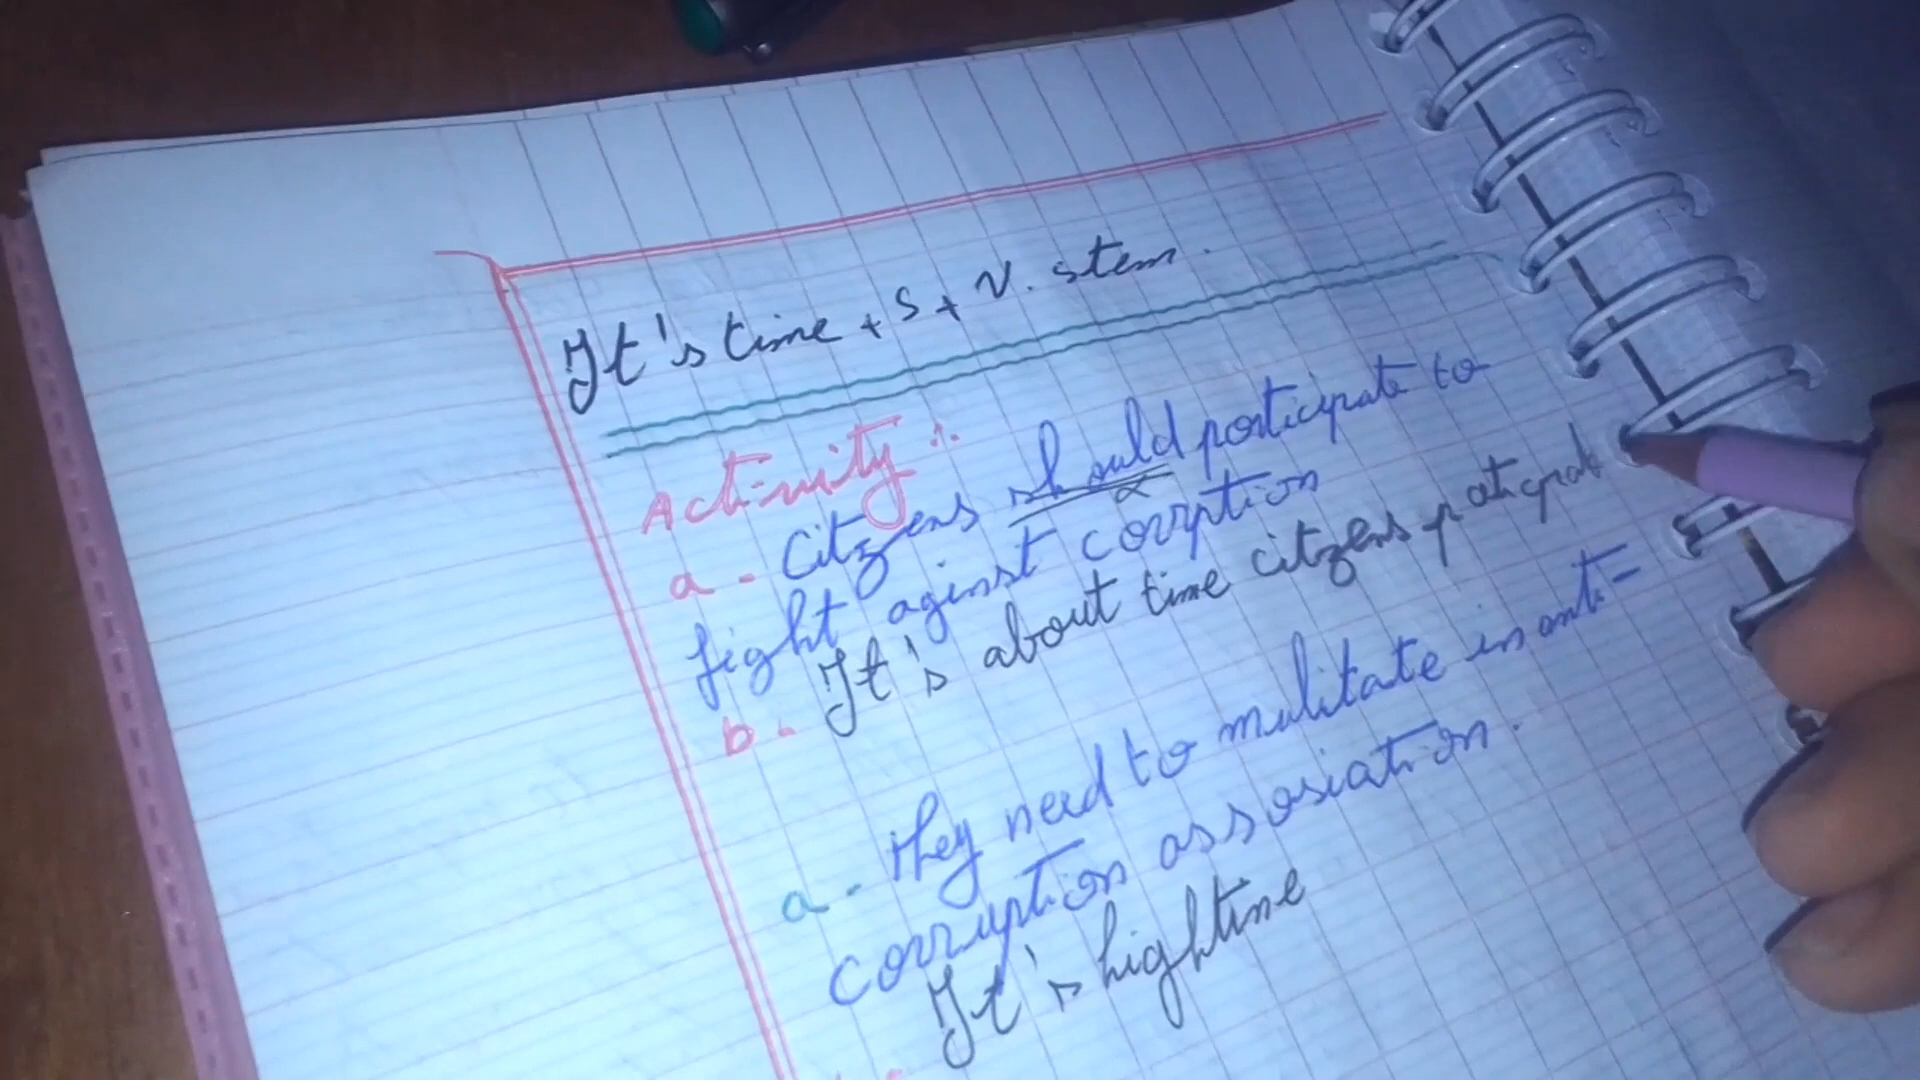 It's time + S + V. stem.
Activity :
a - Citizens should participate to
fight aginst corrption
b - It's about time citizens paticipate
a - they need to mulitate in anti-
corruption assosiation.
It's hightime